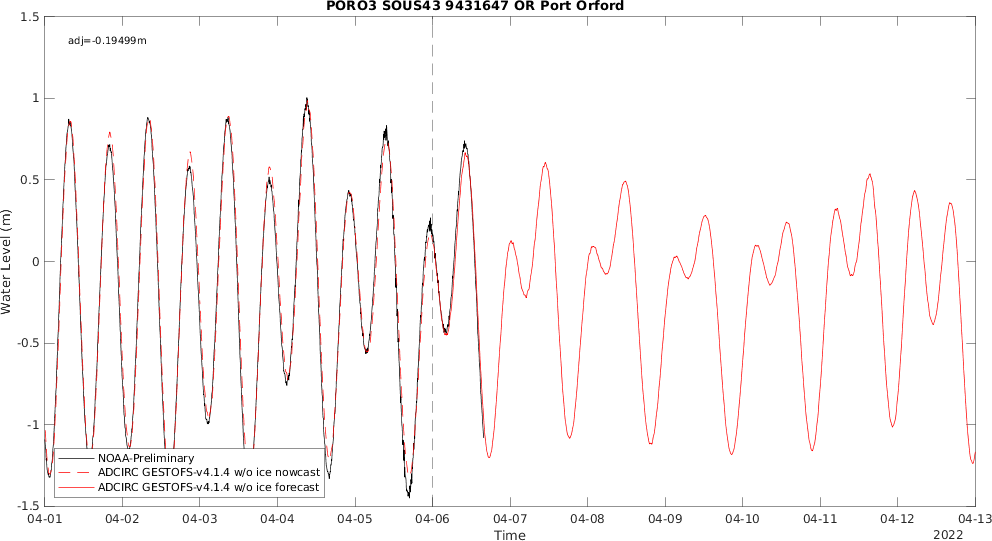 PORO3 SOUS43 9431647 OR Port Orford
adj=-0.19499m
1.5
1
0.5
0
-0.5
-1
-1.5
Water Level (m)
NOAA-Preliminary
ADCIRC GESTOFS-v4.1.4 w/o ice nowcast
ADCIRC GESTOFS-v4.1.4 w/o ice forecast
04-01 04-02 04-03 04-04 04-05 04-06 04-07 04-08 04-09 04-10 04-11 04-12 04-13
Time
2022